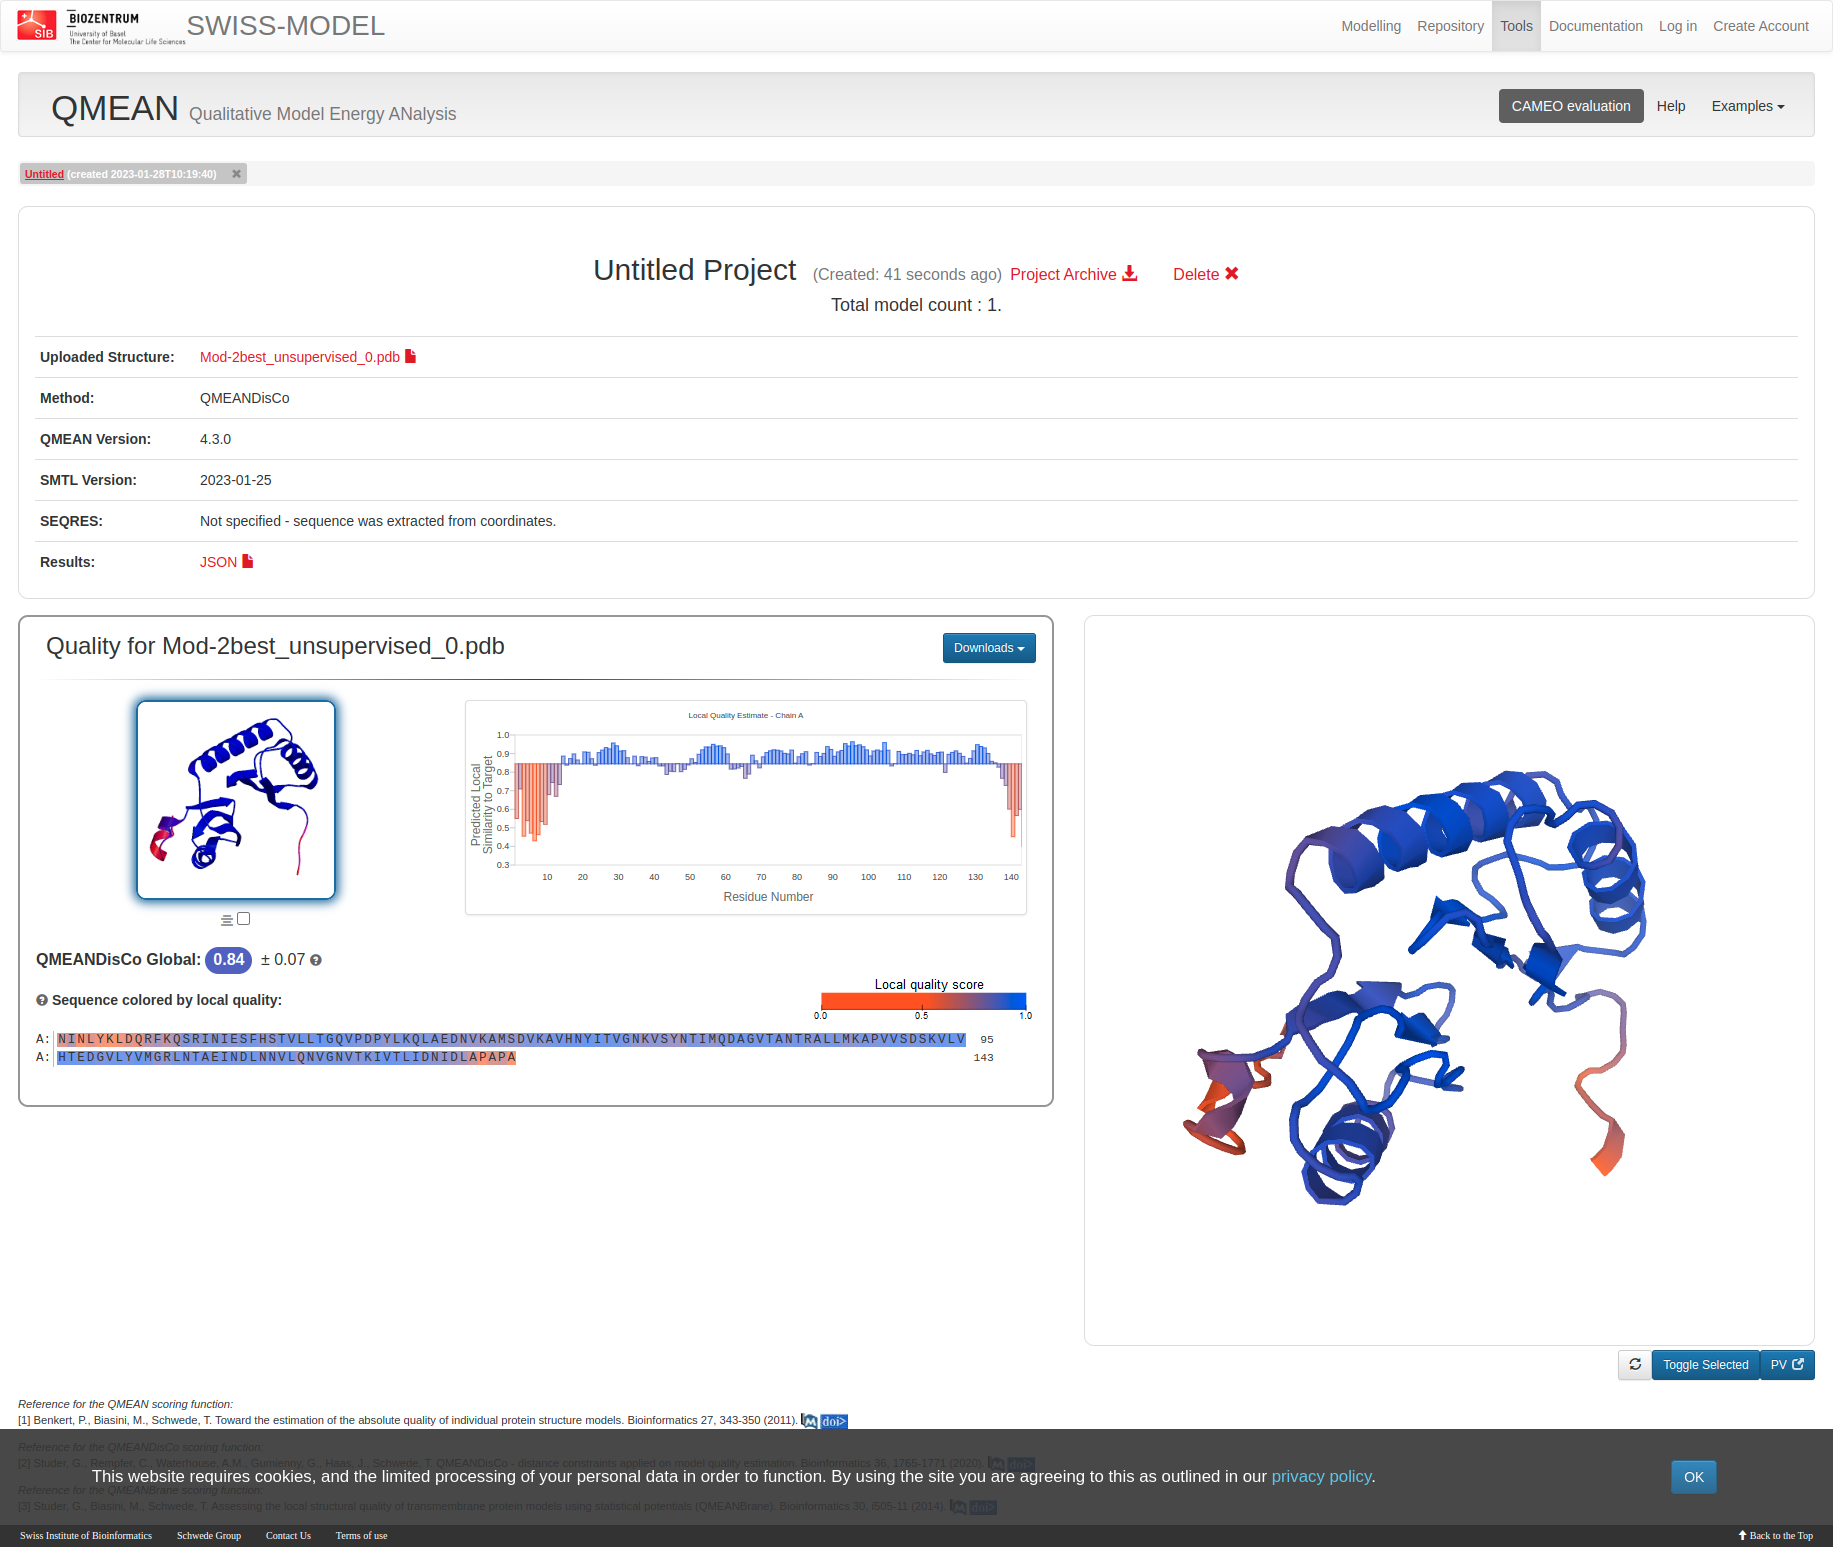 SIB
BIOZENTRUM
University of Basel
The Center for Molecular Life Sciences
SWISS-MODEL
Modelling Repository Tools Documentation Log in Create Account
QMEAN Qualitative Model Energy ANalysis
CAMEO evaluation Help Examples
Untitled (created 2023-01-28T10:19:40)
Untitled Project (Created: 41 seconds ago) Project Archive Delete
Total model count : 1.
Uploaded Structure: Mod-2best_unsupervised_0.pdb
Method: QMEANDisCo
QMEAN Version: 4.3.0
SMTL Version: 2023-01-25
SEQRES: Not specified - sequence was extracted from coordinates.
Results: JSON
Quality for Mod-2best_unsupervised_0.pdb
Downloads
Local Quality Estimate - Chain A
Predicted Local
Similarity to Target
1.0
0.9
0.8
0.7
0.6
0.5
0.4
0.3
10 20 30 40 50 60 70 80 90 100 110 120 130 140
Residue Number
QMEANDisCo Global: 0.84 ± 0.07
Sequence colored by local quality:
Local quality score
0.0 0.5 1.0
A: NINLYKLDQRFKQSRINIESFHSTVLLTGQVPDPYLKQLAEDNVKAMSDVKAVHNYITVGNKVSYNTIMQDAGVTANTRALLMKAPVVSDSKVLV 95
A: HTEDGVLYVMGRLNTAEINDLNNVLQNVGNVTKIVTLIDNIDLAPAPA 143
Toggle Selected PV
Reference for the QMEAN scoring function:
[1] Benkert, P., Biasini, M., Schwede, T. Toward the estimation of the absolute quality of individual protein structure models. Bioinformatics 27, 343-350 (2011). doi>
Reference for the QMEANDisCo scoring function:
[2] Studer, G., Rempfer, C., Waterhouse, A.M., Gumienny, G., Haas, J., Schwede, T. QMEANDisCo - distance constraints applied on model quality estimation. Bioinformatics 36, 1765-1771 (2020). doi>
This website requires cookies, and the limited processing of your personal data in order to function. By using the site you are agreeing to this as outlined in our privacy policy.
OK
Reference for the QMEANBrane scoring function:
[3] Studer, G., Biasini, M., Schwede, T. Assessing the local structural quality of transmembrane protein models using statistical potentials (QMEANBrane). Bioinformatics 30, i505-11 (2014). doi>
Swiss Institute of Bioinformatics Schwede Group Contact Us Terms of use Back to the Top